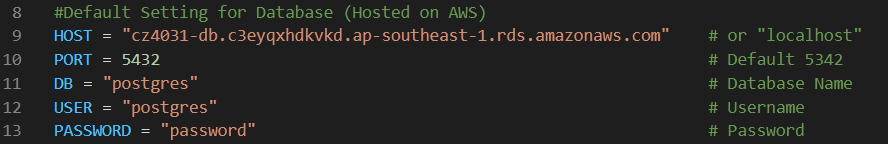 8 #Default Setting for Database (Hosted on AWS)
9 HOST = "cz4031-db.c3eyqxhdkvkd.ap-southeast-1.rds.amazonaws.com" # or "localhost"
10 PORT = 5432 # Default 5342
11 DB = "postgres" # Database Name
12 USER = "postgres" # Username
13 PASSWORD = "password" # Password